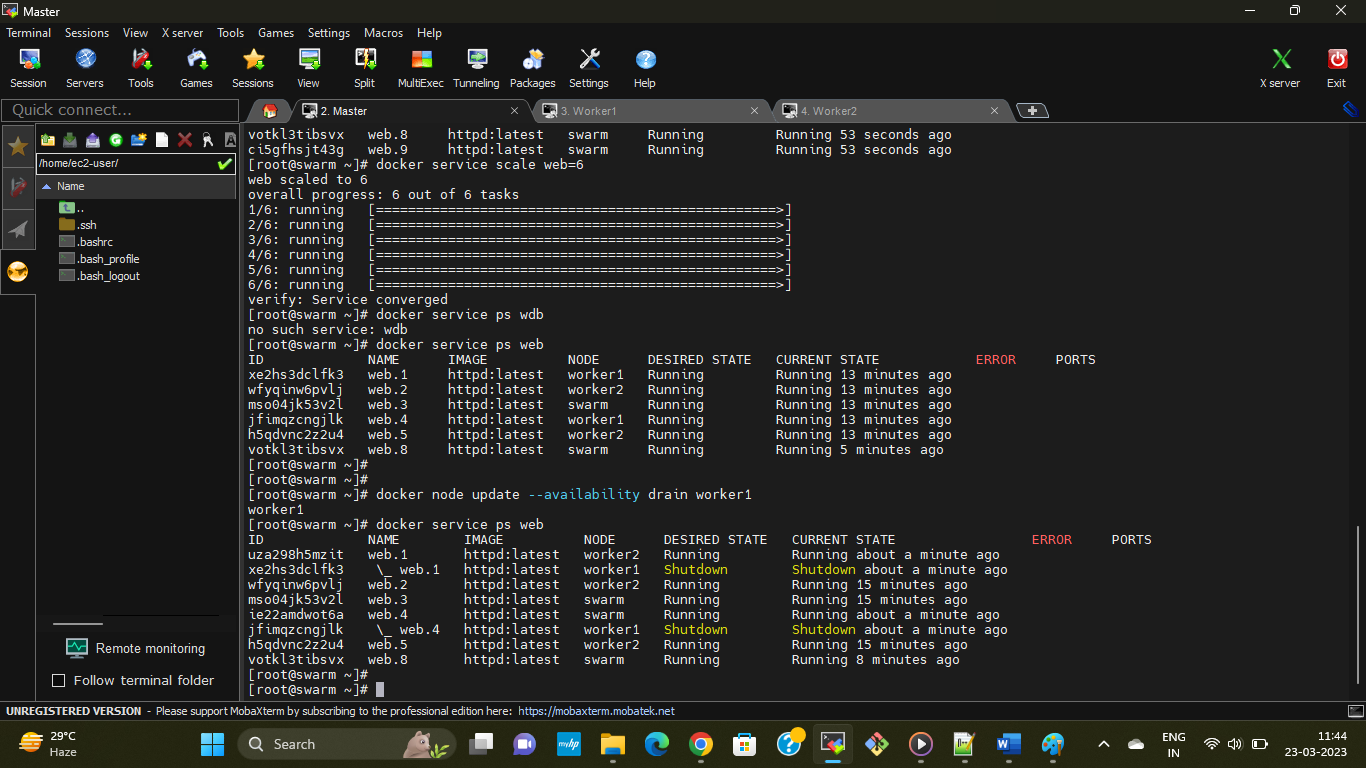 Master
Terminal Sessions View X server Tools Games Settings Macros Help
Session Servers Tools Games Sessions View Split MultiExec Tunneling Packages Settings Help X server Exit
Quick connect...
2. Master
3. Worker1
4. Worker2
/home/ec2-user/
Name
..
.ssh
.bashrc
.bash_profile
.bash_logout
Remote monitoring
Follow terminal folder
votkl3tibsvx web.8 httpd:latest swarm Running Running 53 seconds ago
ci5gfhsjt43g web.9 httpd:latest swarm Running Running 53 seconds ago
[root@swarm ~]# docker service scale web=6
web scaled to 6
overall progress: 6 out of 6 tasks
1/6: running [==================================================>]
2/6: running [==================================================>]
3/6: running [==================================================>]
4/6: running [==================================================>]
5/6: running [==================================================>]
6/6: running [==================================================>]
verify: Service converged
[root@swarm ~]# docker service ps wdb
no such service: wdb
[root@swarm ~]# docker service ps web
ID NAME IMAGE NODE DESIRED STATE CURRENT STATE ERROR PORTS
xe2hs3dclfk3 web.1 httpd:latest worker1 Running Running 13 minutes ago
wfyqinw6pvlj web.2 httpd:latest worker2 Running Running 13 minutes ago
mso04jk53v2l web.3 httpd:latest swarm Running Running 13 minutes ago
jfimqzcngjlk web.4 httpd:latest worker1 Running Running 13 minutes ago
h5qdvnc2z2u4 web.5 httpd:latest worker2 Running Running 13 minutes ago
votkl3tibsvx web.8 httpd:latest swarm Running Running 5 minutes ago
[root@swarm ~]#
[root@swarm ~]#
[root@swarm ~]# docker node update --availability drain worker1
worker1
[root@swarm ~]# docker service ps web
ID NAME IMAGE NODE DESIRED STATE CURRENT STATE ERROR PORTS
uza298h5mzit web.1 httpd:latest worker2 Running Running about a minute ago
xe2hs3dclfk3 \_ web.1 httpd:latest worker1 Shutdown Shutdown about a minute ago
wfyqinw6pvlj web.2 httpd:latest worker2 Running Running 15 minutes ago
mso04jk53v2l web.3 httpd:latest swarm Running Running 15 minutes ago
ie22amdwot6a web.4 httpd:latest swarm Running Running about a minute ago
jfimqzcngjlk \_ web.4 httpd:latest worker1 Shutdown Shutdown about a minute ago
h5qdvnc2z2u4 web.5 httpd:latest worker2 Running Running 15 minutes ago
votkl3tibsvx web.8 httpd:latest swarm Running Running 8 minutes ago
[root@swarm ~]#
[root@swarm ~]#
UNREGISTERED VERSION - Please support MobaXterm by subscribing to the professional edition here: https://mobaxterm.mobatek.net
29°C
Haze
Search
myhp
ENG
IN
11:44
23-03-2023